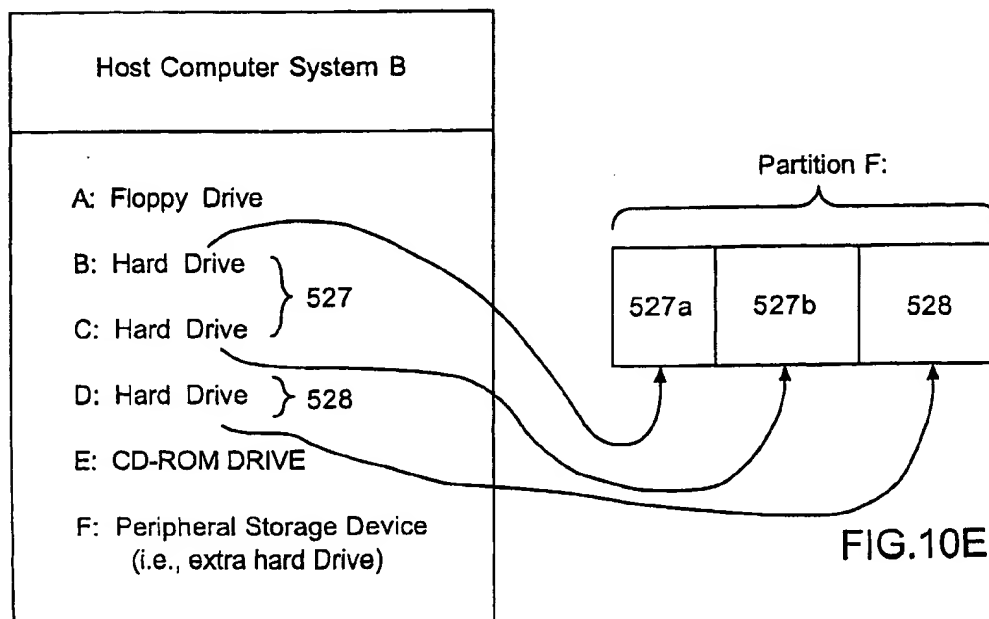 Host Computer System B
A: Floppy Drive
B: Hard Drive
527
C: Hard Drive
D: Hard Drive
528
E: CD-ROM DRIVE
F: Peripheral Storage Device
(i.e., extra hard Drive)
Partition F:
527a
527b
528
FIG.10E